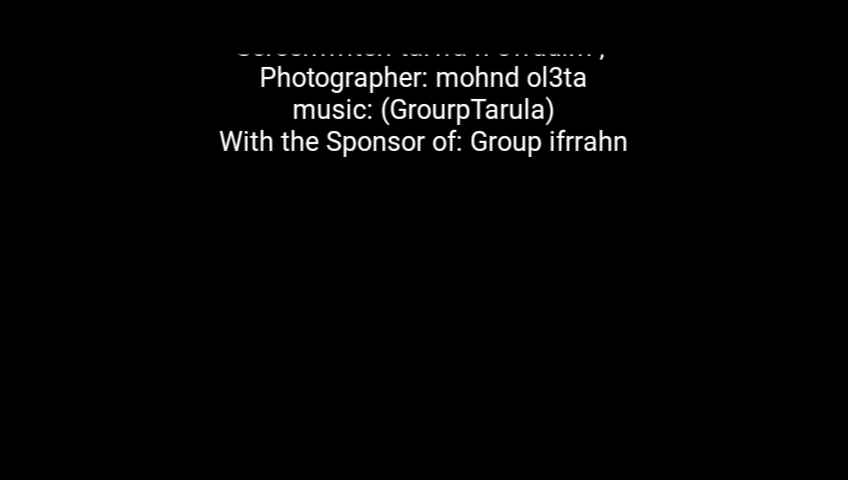 Photographer: mohnd ol3ta
music: (GrourpTarula)
With the Sponsor of: Group ifrrahn